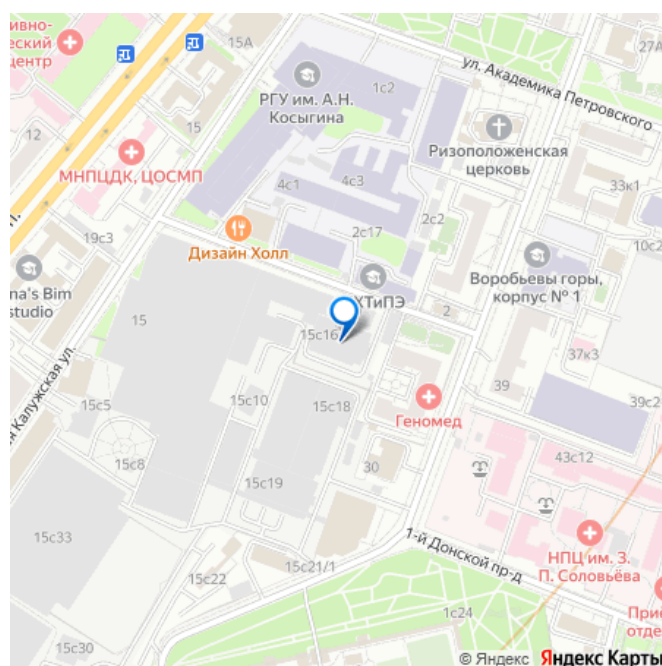 ивно-
еский
центр
15А
27А
1с2
ул. Академика Петровского
РГУ им. А.Н.
Косыгина
12
15
МНПЦДК, ЦОСМП
Ризоположенская
церковь
4с1
4с3
33к1
2с2
19с3
Дизайн Холл
2с17
10с2
na's Bim
studio
ХТиПЭ
Воробьевы горы,
корпус № 1
15
15с16
2
37к3
39
Калужская ул.
15с5
15с10
15с18
Геномед
39с2
15с8
15с19
30
43с12
15с33
1-й Донской пр-д
НПЦ им. З.
П. Соловьёва
15с22
15с21/1
1с24
Приё
отде
15с30
© Яндекс Яндекс Карты